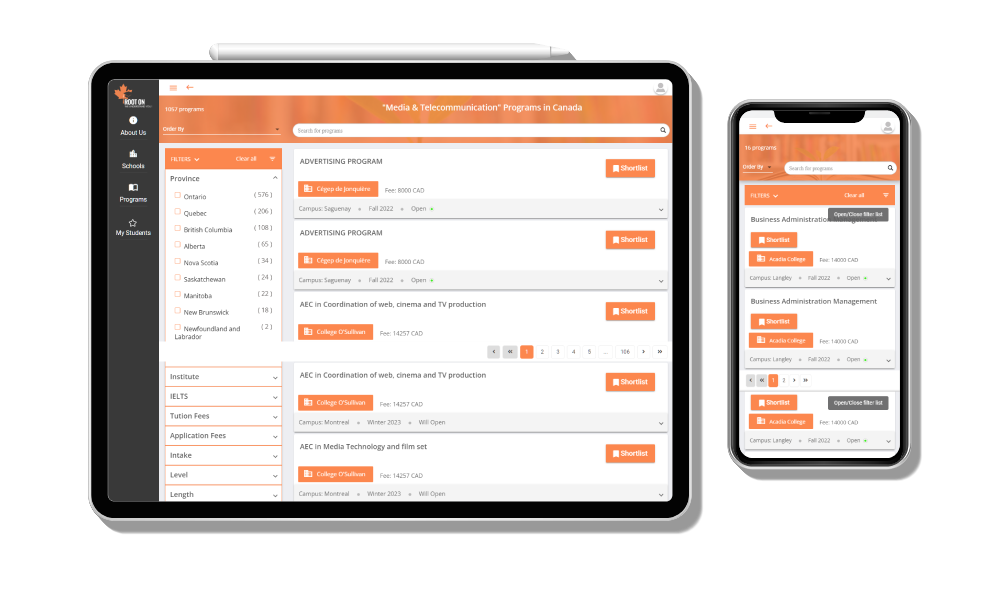 ROOT ON
About Us
Schools
Programs
My Students
1057 programs
"Media & Telecommunication" Programs in Canada
Order By
Search for programs
FILTERS
Clear all
Province
Ontario (576)
Quebec (206)
British Columbia (108)
Alberta (65)
Nova Scotia (34)
Saskatchewan (24)
Manitoba (22)
New Brunswick (18)
Newfoundland and (2)
Labrador
Institute
IELTS
Tution Fees
Application Fees
Intake
Level
Length
ADVERTISING PROGRAM
Shortlist
Cégep de Jonquière Fee: 8000 CAD
Campus: Saguenay Fall 2022 Open
ADVERTISING PROGRAM
Shortlist
Cégep de Jonquière Fee: 8000 CAD
Campus: Saguenay Fall 2022 Open
AEC in Coordination of web, cinema and TV production
Shortlist
College O'Sullivan Fee: 14257 CAD
‹ « 1 2 3 4 5 ... 106 › »
AEC in Coordination of web, cinema and TV production
Shortlist
College O'Sullivan Fee: 14257 CAD
Campus: Montreal Winter 2023 Will Open
AEC in Media Technology and film set
Shortlist
College O'Sullivan Fee: 14257 CAD
Campus: Montreal Winter 2023 Will Open
16 programs
Order By
Search for programs
FILTERS
Clear all
Open/Close filter list
Business Administration
Shortlist
Acadia College Fee: 14000 CAD
Campus: Langley Fall 2022 Open
Business Administration Management
Shortlist
Acadia College Fee: 14000 CAD
Campus: Langley Fall 2022 Open
‹ « 1 2 › »
Shortlist
Open/Close filter list
Acadia College Fee: 14000 CAD
Campus: Langley Fall 2022 Open